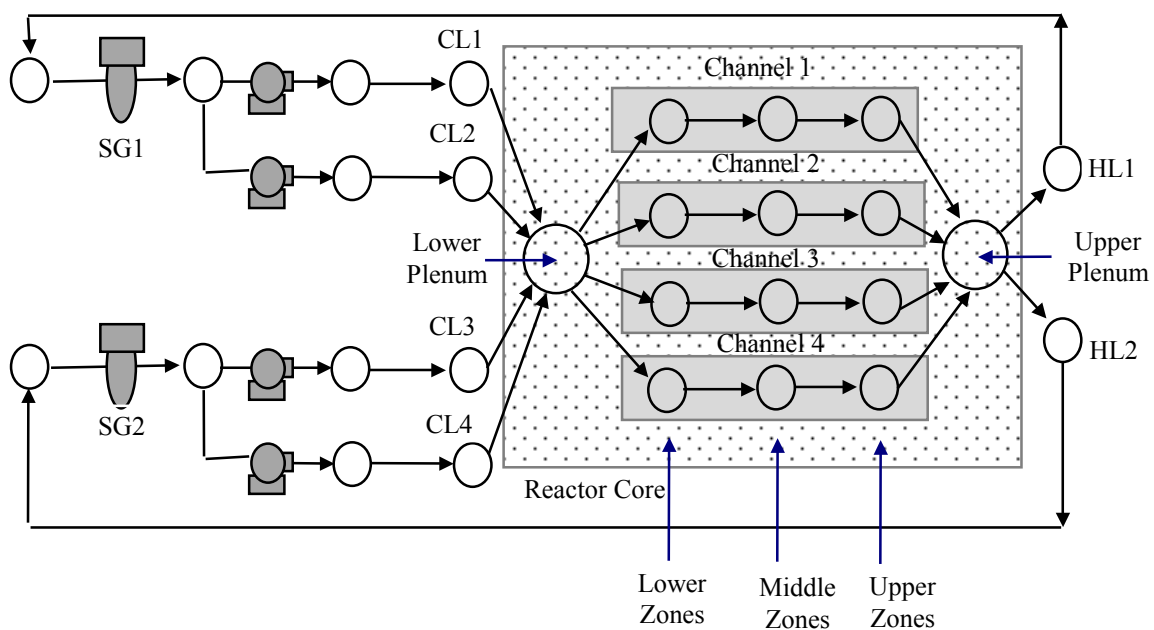 CL1
Channel 1
SG1
CL2
Channel 2
HL1
Lower
Plenum
Channel 3
Upper
Plenum
CL3
Channel 4
HL2
SG2
CL4
Reactor Core
Lower
Zones
Middle
Zones
Upper
Zones